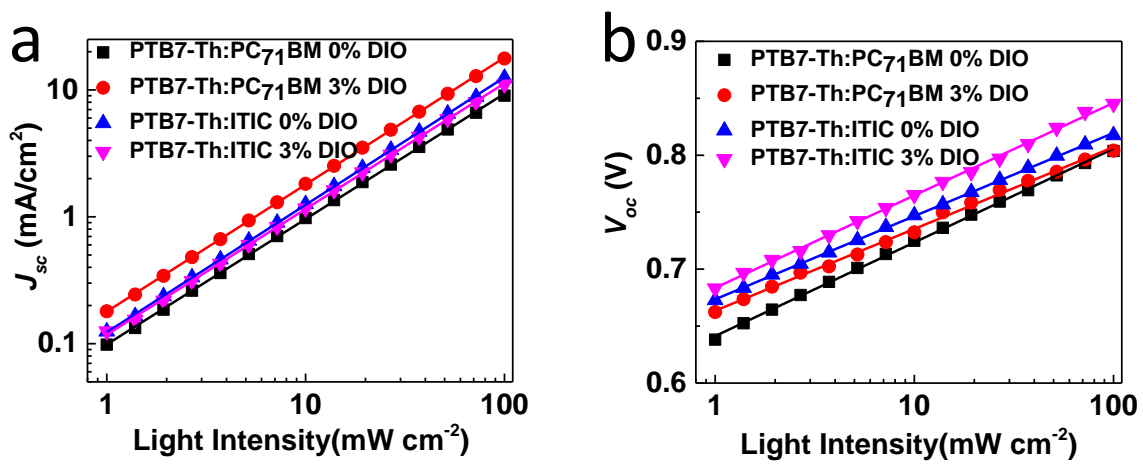 a
PTB7-Th:PC71BM 0% DIO
PTB7-Th:PC71BM 3% DIO
PTB7-Th:ITIC 0% DIO
PTB7-Th:ITIC 3% DIO
10
1
0.1
Jsc (mA/cm2)
1 10 100
Light Intensity(mW cm-2)
b
PTB7-Th:PC71BM 0% DIO
PTB7-Th:PC71BM 3% DIO
PTB7-Th:ITIC 0% DIO
PTB7-Th:ITIC 3% DIO
0.9
0.8
0.7
0.6
Voc (V)
1 10 100
Light Intensity(mW cm-2)